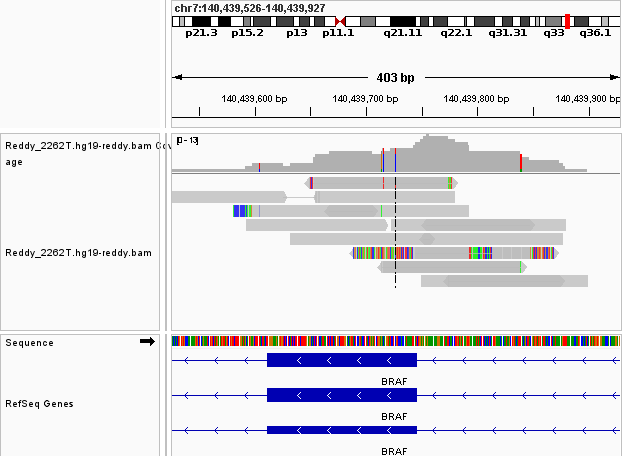 chr7:140,439,526-140,439,927
p21.3 p15.2 p13 p11.1 q21.11 q22.1 q31.31 q33 q36.1
403 bp
140,439,600 bp 140,439,700 bp 140,439,800 bp 140,439,900 bp
Reddy_2262T.hg19-reddy.bam Cov
age
[0 - 13]
Reddy_2262T.hg19-reddy.bam
Sequence
BRAF
RefSeq Genes
BRAF
BRAF